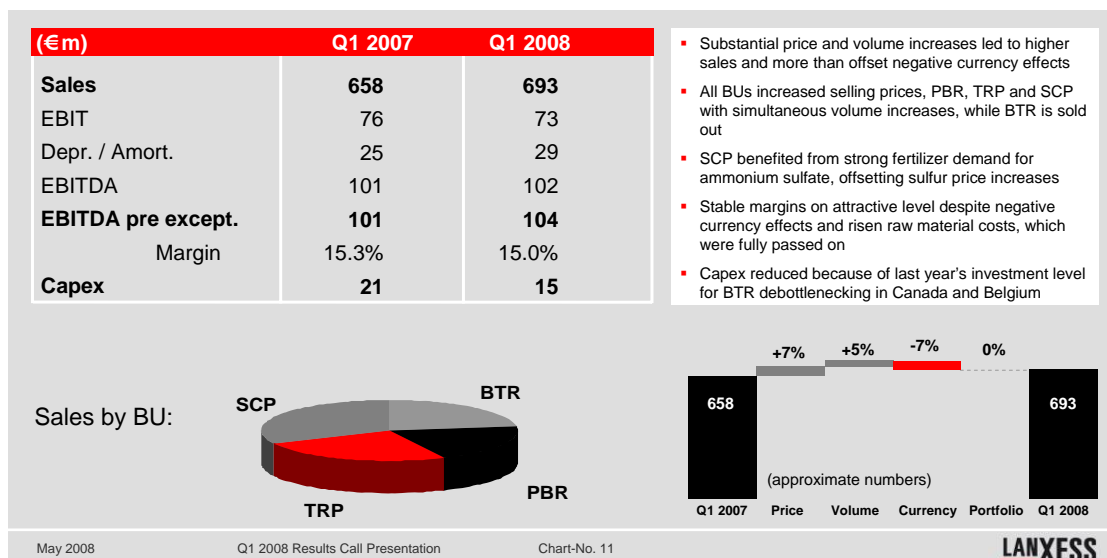 (€m) Q1 2007 Q1 2008
Sales 658 693
EBIT 76 73
Depr. / Amort. 25 29
EBITDA 101 102
EBITDA pre except. 101 104
Margin 15.3% 15.0%
Capex 21 15
Substantial price and volume increases led to higher
sales and more than offset negative currency effects
All BUs increased selling prices, PBR, TRP and SCP
with simultaneous volume increases, while BTR is sold
out
SCP benefited from strong fertilizer demand for
ammonium sulfate, offsetting sulfur price increases
Stable margins on attractive level despite negative
currency effects and risen raw material costs, which
were fully passed on
Capex reduced because of last year's investment level
for BTR debottlenecking in Canada and Belgium
Sales by BU:
SCP
BTR
TRP
PBR
+7% +5% -7% 0%
658 693
(approximate numbers)
Q1 2007 Price Volume Currency Portfolio Q1 2008
May 2008 Q1 2008 Results Call Presentation Chart-No. 11
LANXESS